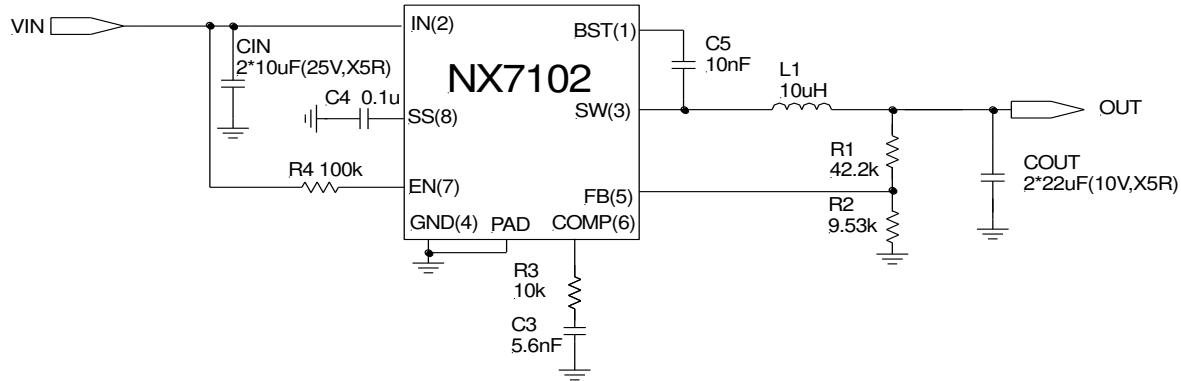 VIN
CIN
2*10uF(25V,X5R)
C4 0.1u
R4 100k
IN(2)
BST(1)
NX7102
SS(8)
SW(3)
EN(7)
FB(5)
GND(4)
PAD
COMP(6)
C5
10nF
L1
10uH
OUT
R1
42.2k
COUT
2*22uF(10V,X5R)
R2
9.53k
R3
10k
C3
5.6nF